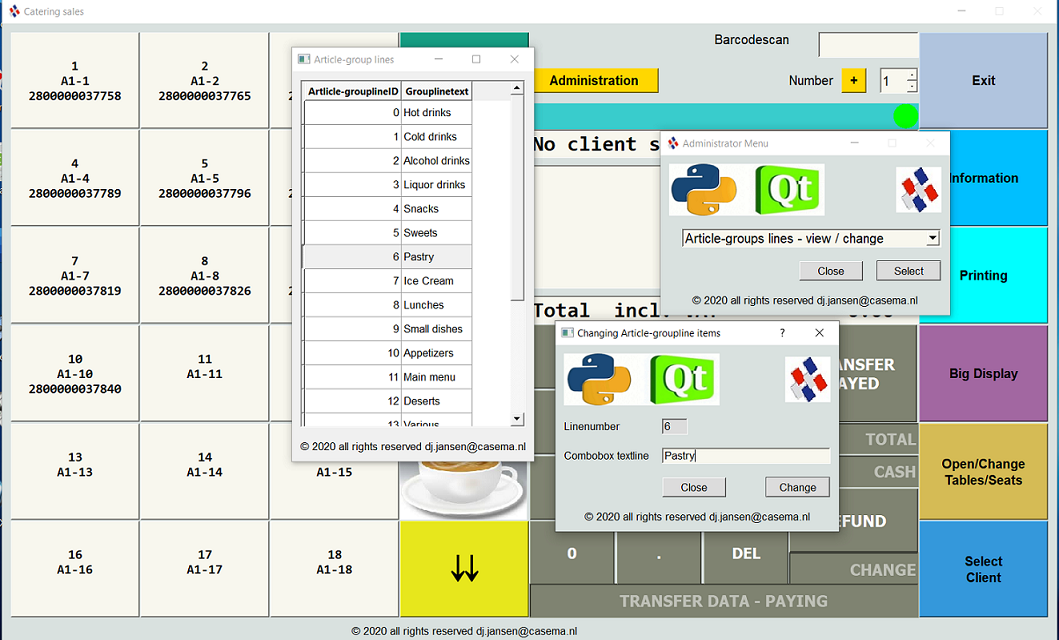 Catering sales
1
A1-1
2800000037758
2
A1-2
2800000037765
4
A1-4
2800000037789
5
A1-5
2800000037796
7
A1-7
2800000037819
8
A1-8
2800000037826
10
A1-10
2800000037840
11
A1-11
13
A1-13
14
A1-14
A1-15
16
A1-16
17
A1-17
18
A1-18
Article-group lines
Article-grouplineID Grouplinetext
0 Hot drinks
1 Cold drinks
2 Alcohol drinks
3 Liquor drinks
4 Snacks
5 Sweets
6 Pastry
7 Ice Cream
8 Lunches
9 Small dishes
10 Appetizers
11 Main menu
12 Deserts
13 Various
© 2020 all rights reserved dj.jansen@casema.nl
Barcodescan
Administration
Number + 1
No client s
Administrator Menu
Qt
Article-groups lines - view / change
Close Select
© 2020 all rights reserved dj.jansen@casema.nl
Total incl.
Changing Article-groupline items ?
Qt
Linenumber 6
Combobox textline Pastry
Close Change
© 2020 all rights reserved dj.jansen@casema.nl
TOTAL
CASH
0 . DEL
CHANGE
TRANSFER DATA - PAYING
Exit
Information
Printing
Big Display
Open/Change
Tables/Seats
Select
Client
© 2020 all rights reserved dj.jansen@casema.nl